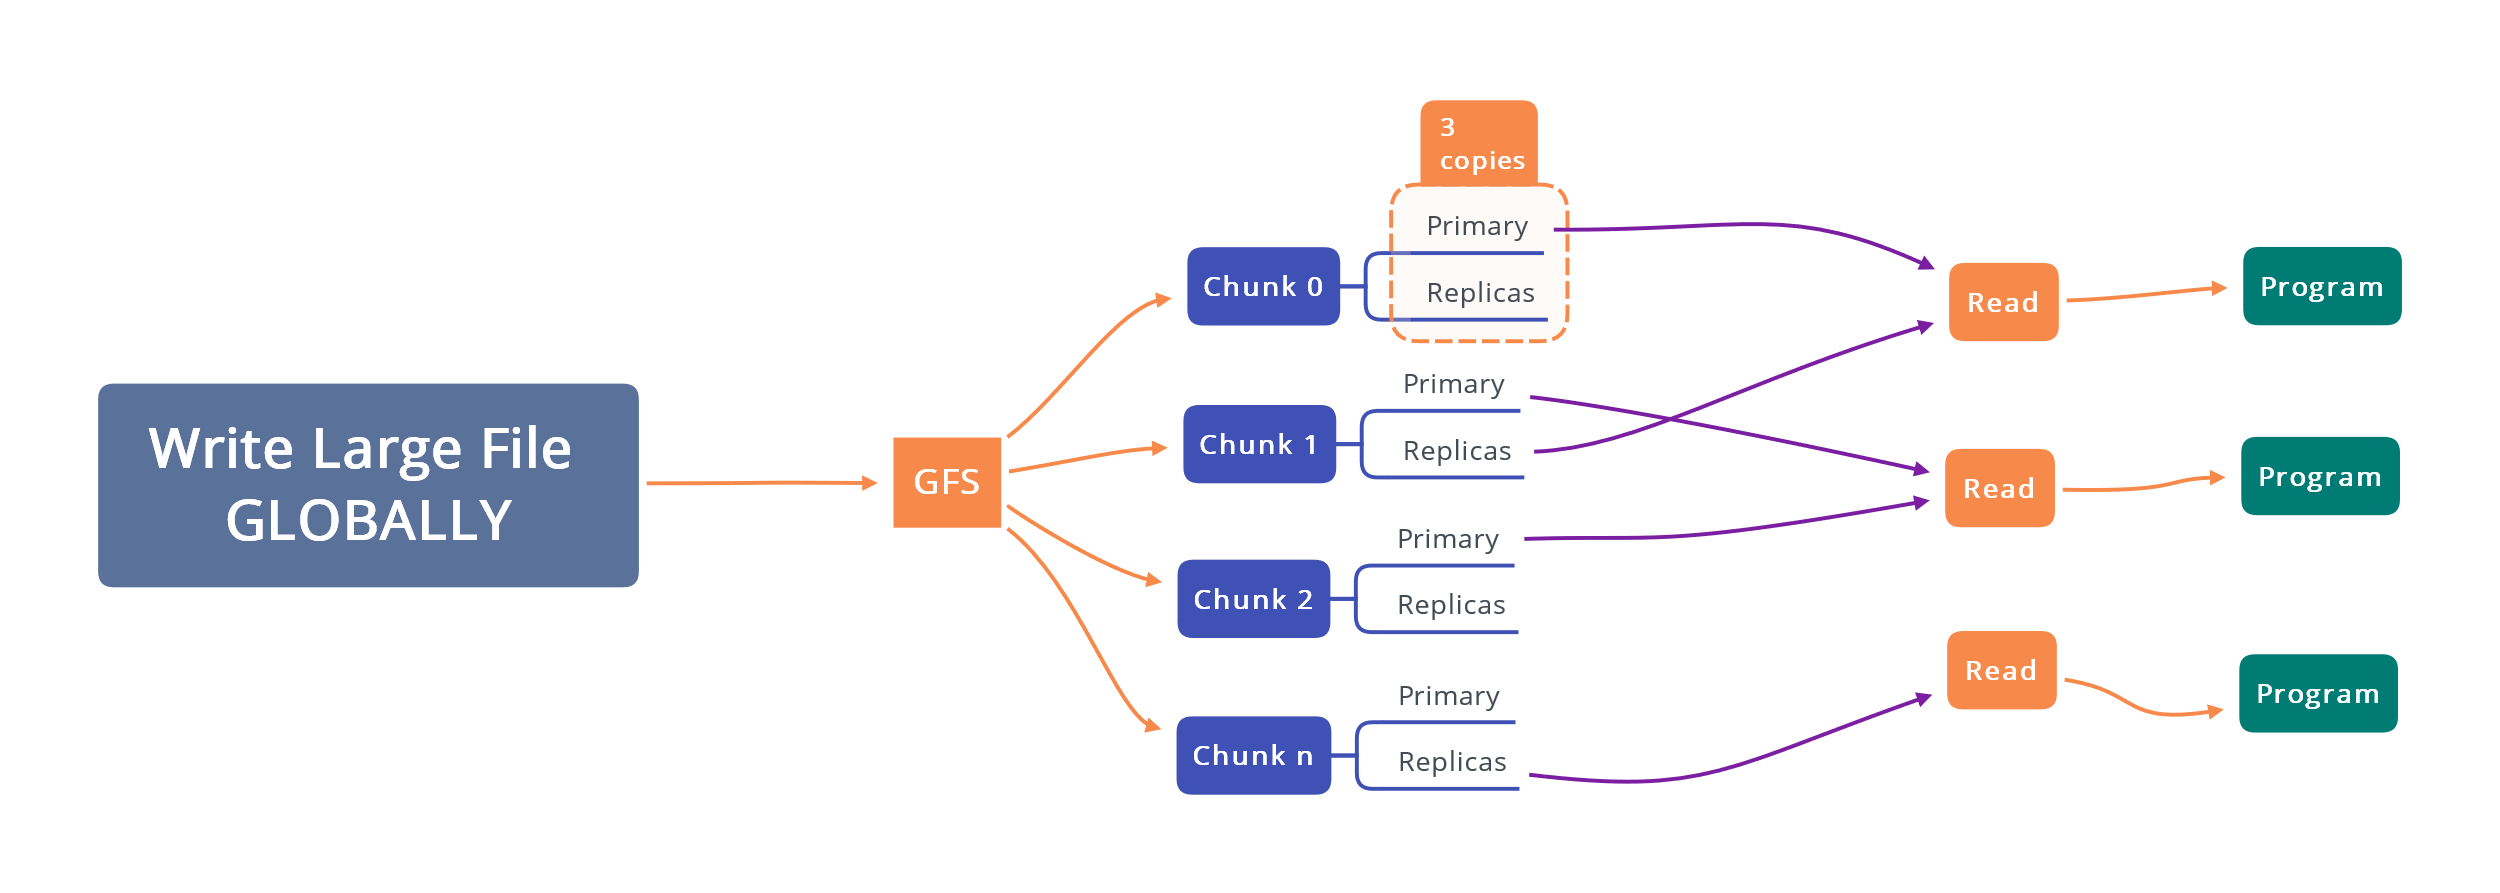 Write Large File
GLOBALLY
GFS
3
copies
Chunk 0
Primary
Replicas
Chunk 1
Primary
Replicas
Chunk 2
Primary
Replicas
Chunk n
Primary
Replicas
Read
Program
Read
Program
Read
Program